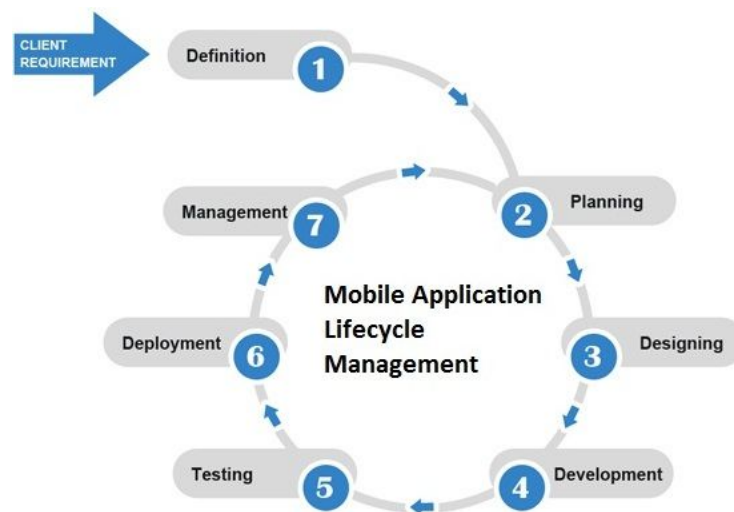 CLIENT
REQUIREMENT
Definition
1
2
Planning
Management
7
Mobile Application
Lifecycle
Management
Deployment
6
3
Designing
Testing
5
4
Development